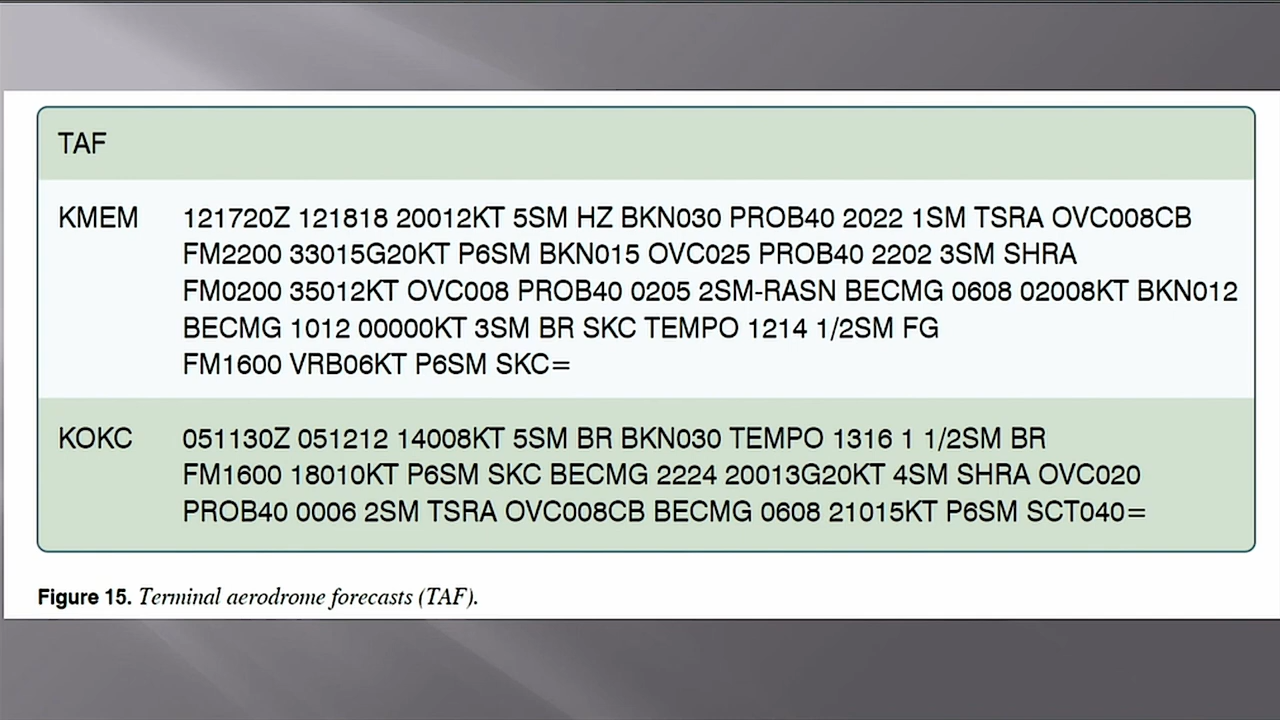 TAF
KMEM 121720Z 121818 20012KT 5SM HZ BKN030 PROB40 2022 1SM TSRA OVC008CB
FM2200 33015G20KT P6SM BKN015 OVC025 PROB40 2202 3SM SHRA
FM0200 35012KT OVC008 PROB40 0205 2SM-RASN BECMG 0608 02008KT BKN012
BECMG 1012 00000KT 3SM BR SKC TEMPO 1214 1/2SM FG
FM1600 VRB06KT P6SM SKC=
KOKC 051130Z 051212 14008KT 5SM BR BKN030 TEMPO 1316 1 1/2SM BR
FM1600 18010KT P6SM SKC BECMG 2224 20013G20KT 4SM SHRA OVC020
PROB40 0006 2SM TSRA OVC008CB BECMG 0608 21015KT P6SM SCT040=
Figure 15. Terminal aerodrome forecasts (TAF).